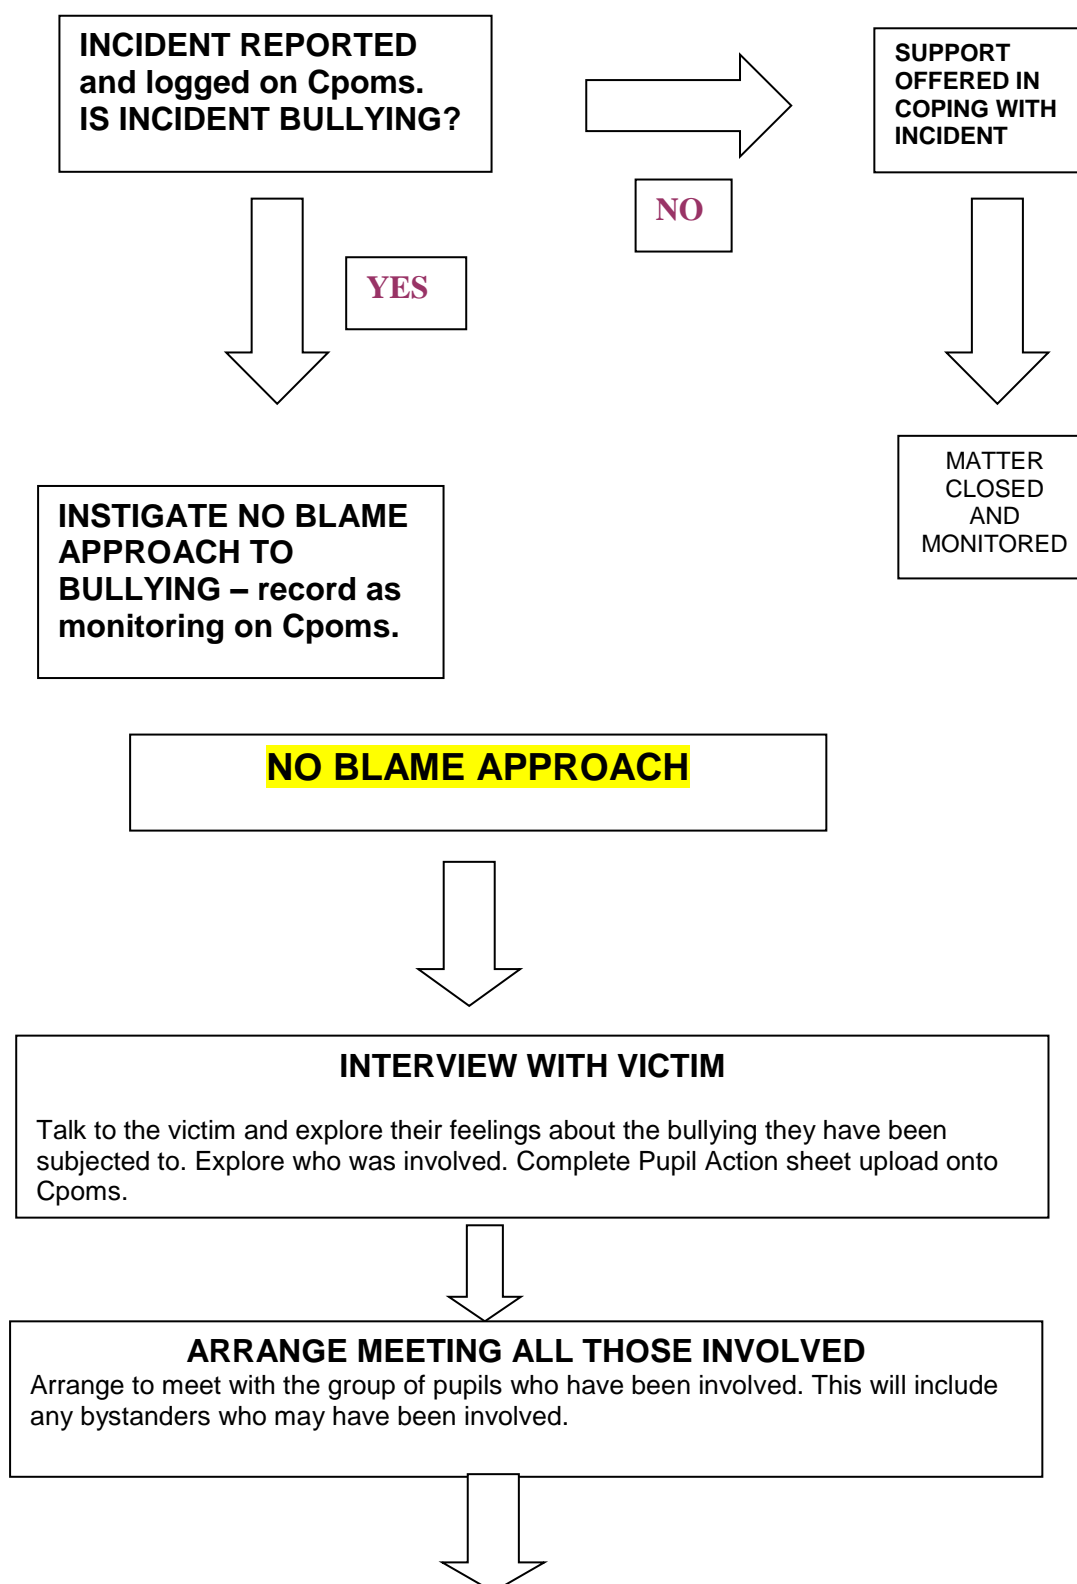 INCIDENT REPORTED
and logged on Cpoms.
IS INCIDENT BULLYING?
SUPPORT
OFFERED IN
COPING WITH
INCIDENT
NO
YES
MATTER
CLOSED
AND
MONITORED
INSTIGATE NO BLAME
APPROACH TO
BULLYING – record as
monitoring on Cpoms.
NO BLAME APPROACH
INTERVIEW WITH VICTIM
Talk to the victim and explore their feelings about the bullying they have been
subjected to. Explore who was involved. Complete Pupil Action sheet upload onto
Cpoms.
ARRANGE MEETING ALL THOSE INVOLVED
Arrange to meet with the group of pupils who have been involved. This will include
any bystanders who may have been involved.